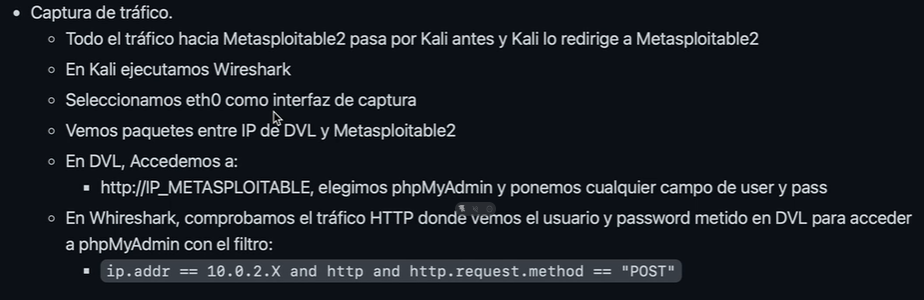 Captura de tráfico.
Todo el tráfico hacia Metasploitable2 pasa por Kali antes y Kali lo redirige a Metasploitable2
En Kali ejecutamos Wireshark
Seleccionamos eth0 como interfaz de captura
Vemos paquetes entre IP de DVL y Metasploitable2
En DVL, Accedemos a:
http://IP_METASPLOITABLE, elegimos phpMyAdmin y ponemos cualquier campo de user y pass
En Whireshark, comprobamos el tráfico HTTP donde vemos el usuario y password metido en DVL para acceder
a phpMyAdmin con el filtro:
ip.addr == 10.0.2.X and http and http.request.method == "POST"